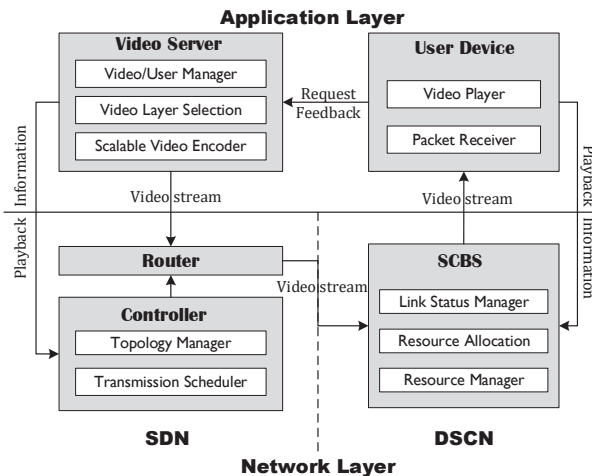 Application Layer
Video Server
Video/User Manager
Video Layer Selection
Scalable Video Encoder
Request
Feedback
User Device
Video Player
Packet Receiver
Playback Information
Playback Information
Video stream
Video stream
Router
Video stream
Controller
Topology Manager
Transmission Scheduler
SCBS
Link Status Manager
Resource Allocation
Resource Manager
SDN
DSCN
Network Layer